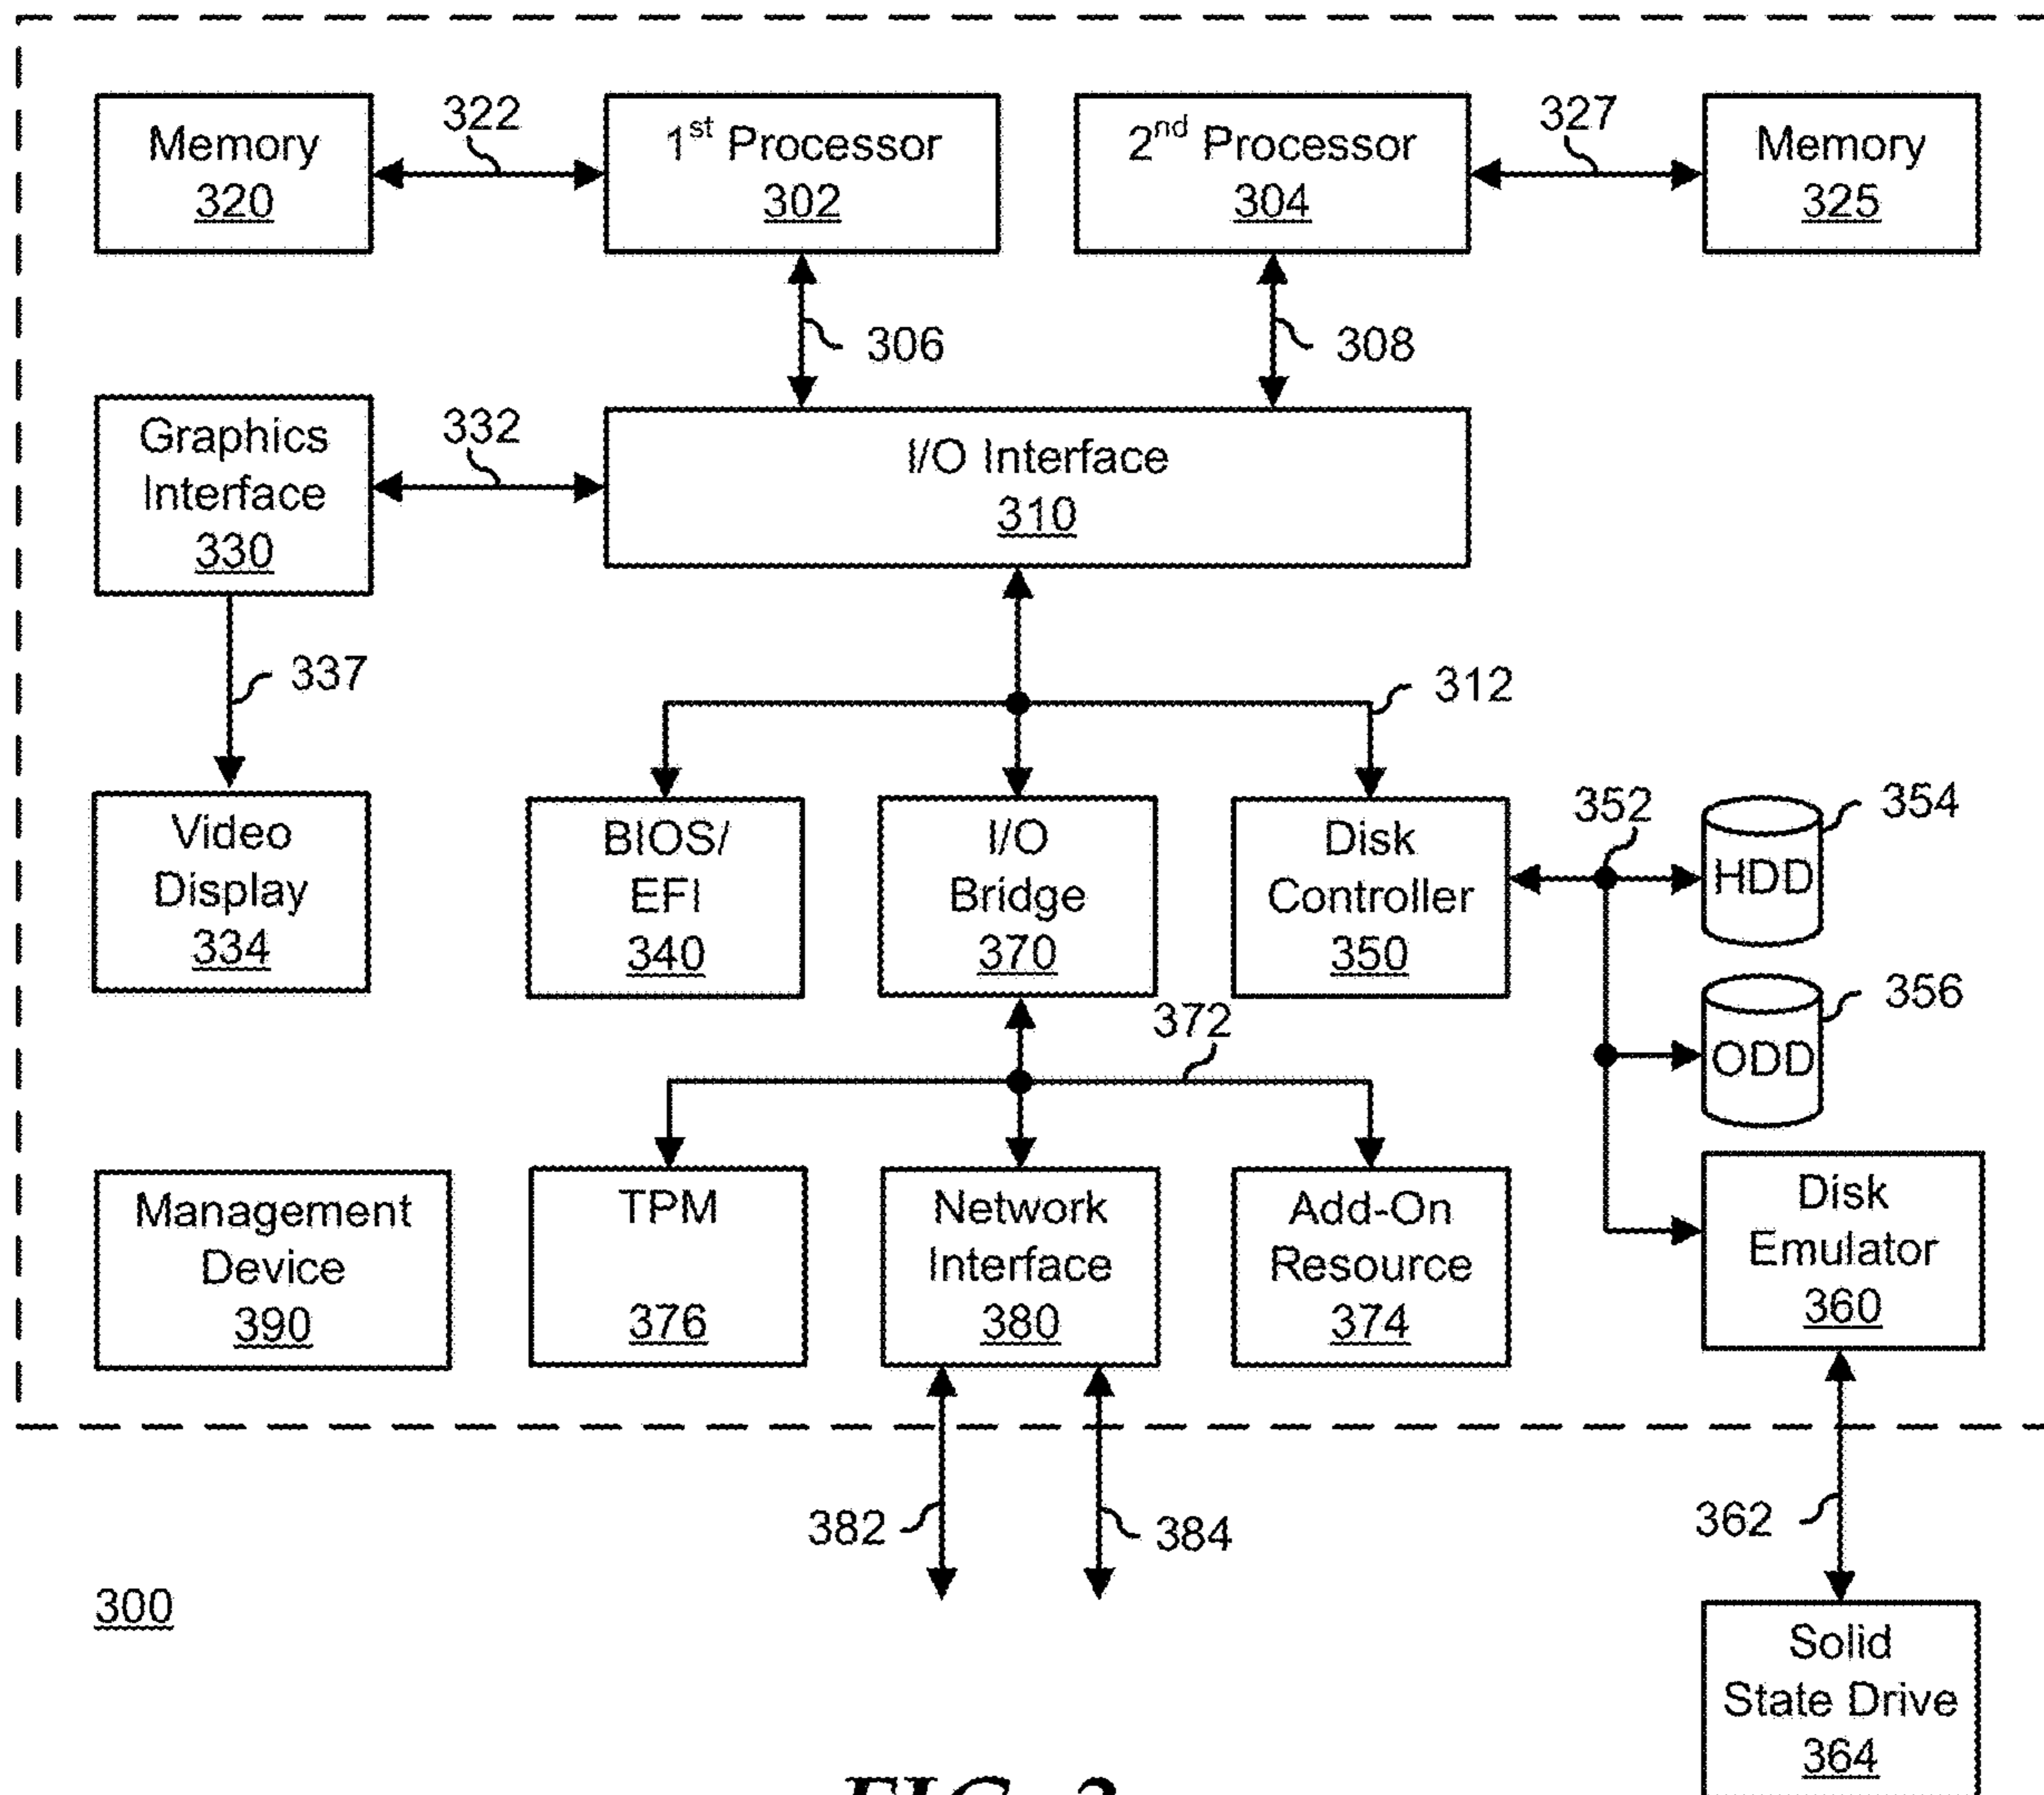 Memory
320
322
1st Processor
302
2nd Processor
304
327
Memory
325
306
308
Graphics
Interface
330
332
I/O Interface
310
337
312
Video
Display
334
BIOS/
EFI
340
I/O
Bridge
370
Disk
Controller
350
352
HDD
354
ODD
356
372
Management
Device
390
TPM
376
Network
Interface
380
Add-On
Resource
374
Disk
Emulator
360
382
384
362
300
Solid
State Drive
364
FIG. 3